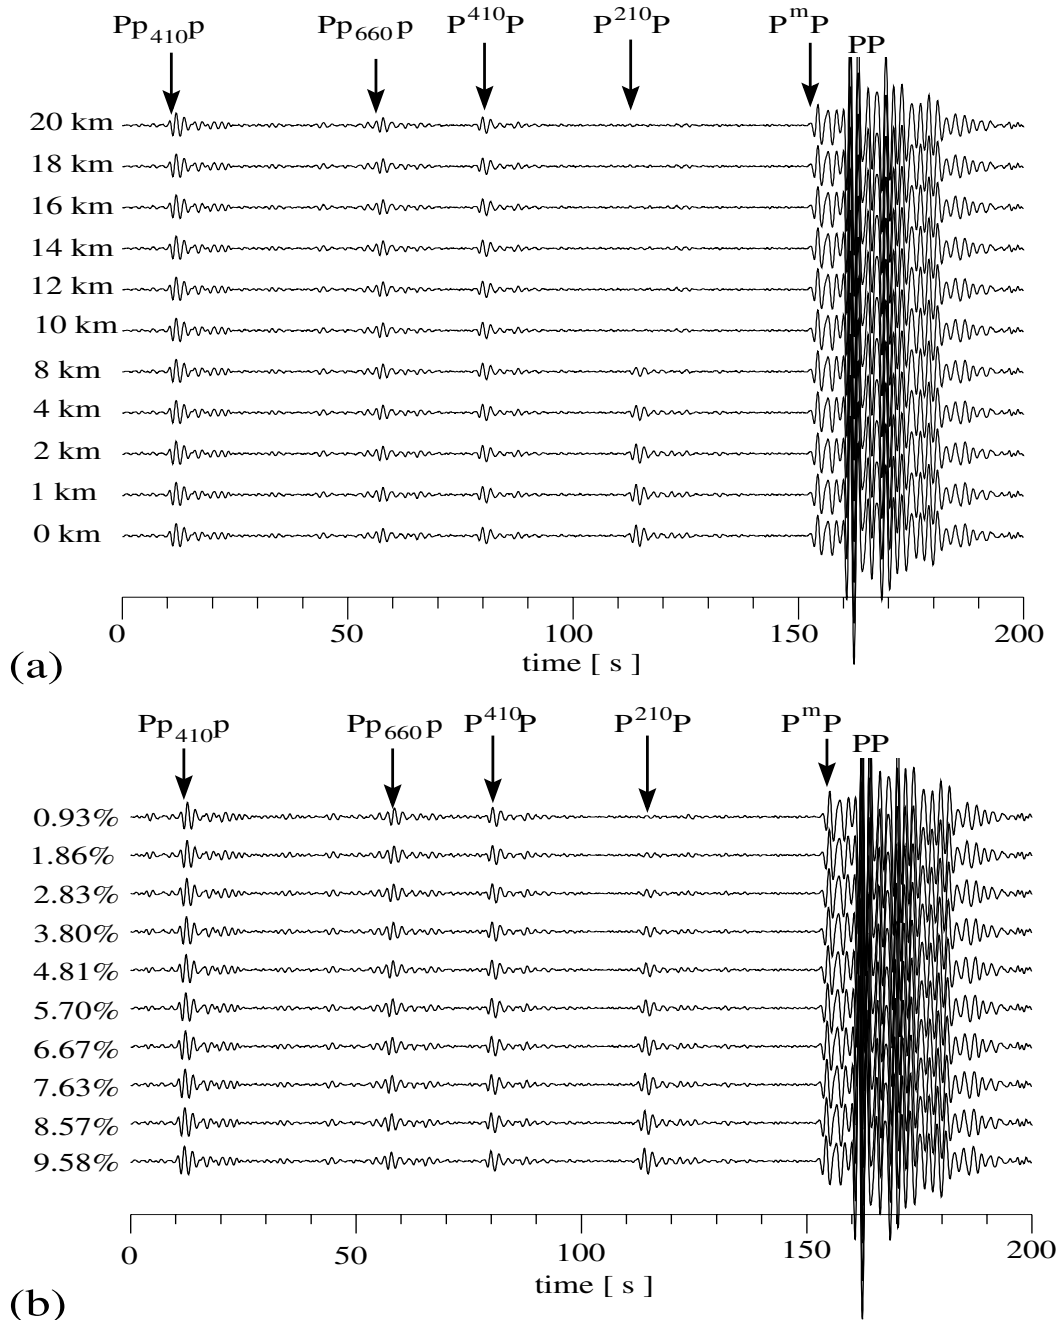 Pp410p Pp660p P410P P210P PmP
PP
20 km
18 km
16 km
14 km
12 km
10 km
8 km
4 km
2 km
1 km
0 km
0 50 100 150 200
time [ s ]
(a)
Pp410p Pp660p P410P P210P PmP
PP
0.93%
1.86%
2.83%
3.80%
4.81%
5.70%
6.67%
7.63%
8.57%
9.58%
0 50 100 150 200
time [ s ]
(b)